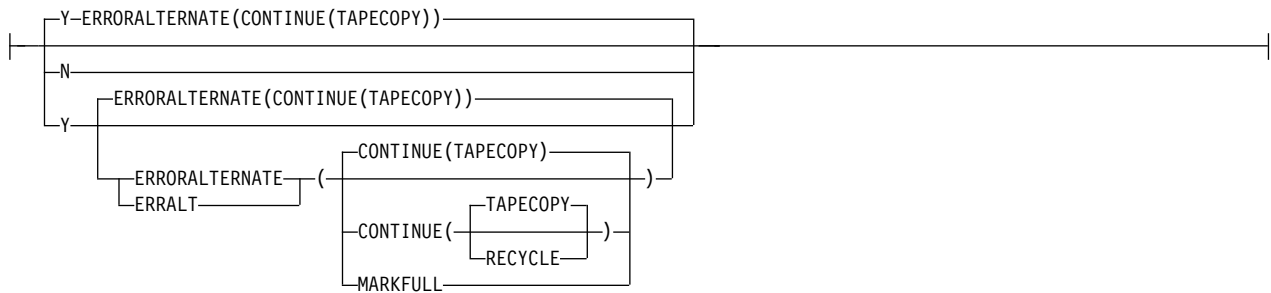 Y ERRORALTERNATE(CONTINUE(TAPECOPY))
N
ERRORALTERNATE(CONTINUE(TAPECOPY))
Y
CONTINUE(TAPECOPY)
ERRORALTERNATE ( )
ERRALT
TAPECOPY
CONTINUE( )
RECYCLE
MARKFULL